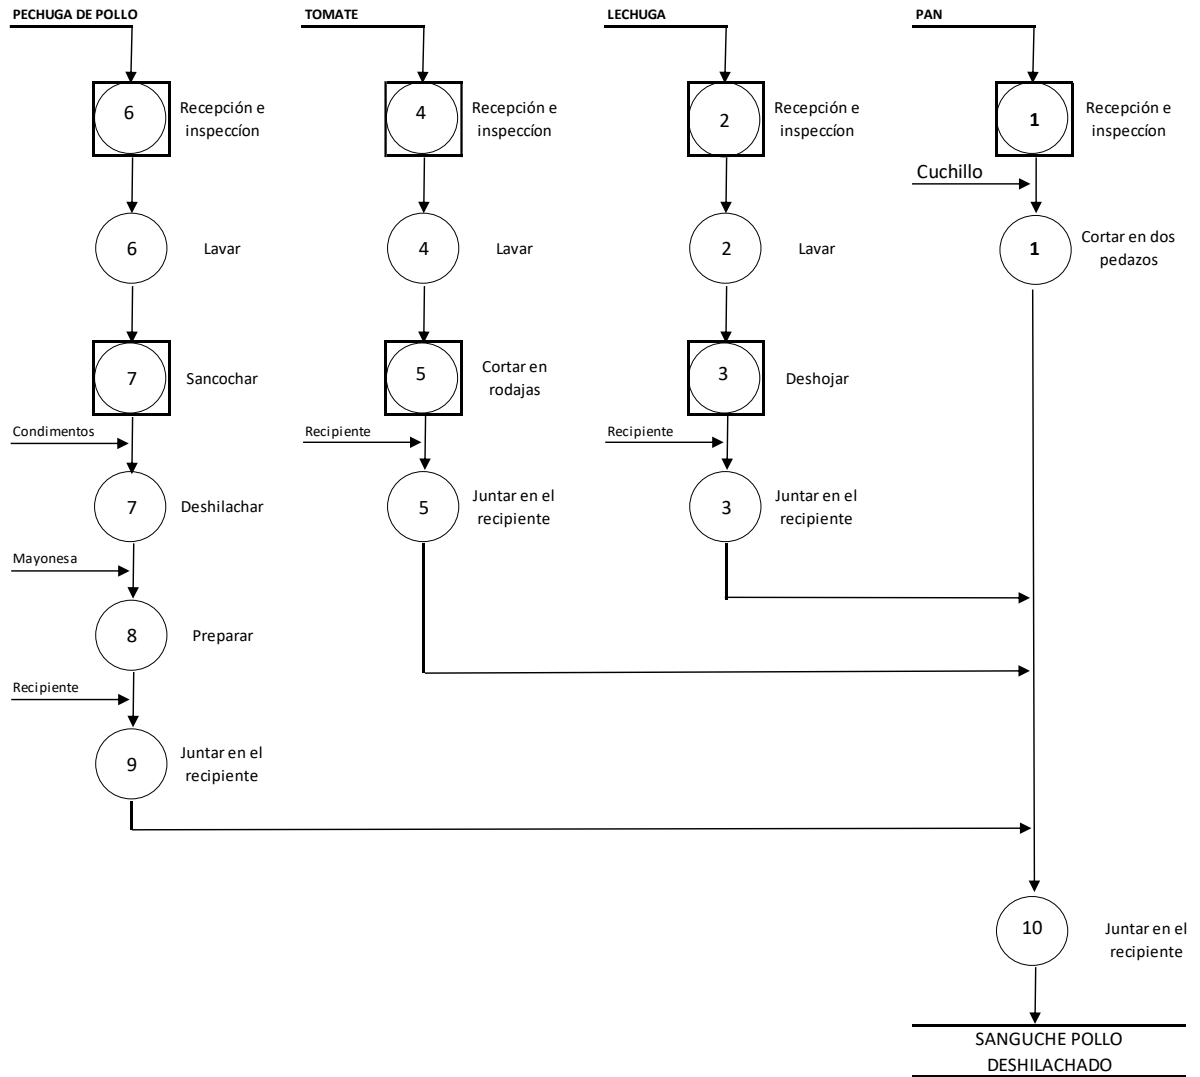 PECHUGA DE POLLO
TOMATE
LECHUGA
PAN
6
Recepción e
inspeccíon
4
Recepción e
inspeccíon
2
Recepción e
inspeccíon
1
Recepción e
inspeccíon
Cuchillo
6
Lavar
4
Lavar
2
Lavar
1
Cortar en dos
pedazos
7
Sancochar
5
Cortar en
rodajas
3
Deshojar
Condimentos
Recipiente
Recipiente
7
Deshilachar
5
Juntar en el
recipiente
3
Juntar en el
recipiente
Mayonesa
8
Preparar
Recipiente
9
Juntar en el
recipiente
10
Juntar en el
recipiente
SANGUCHE POLLO
DESHILACHADO